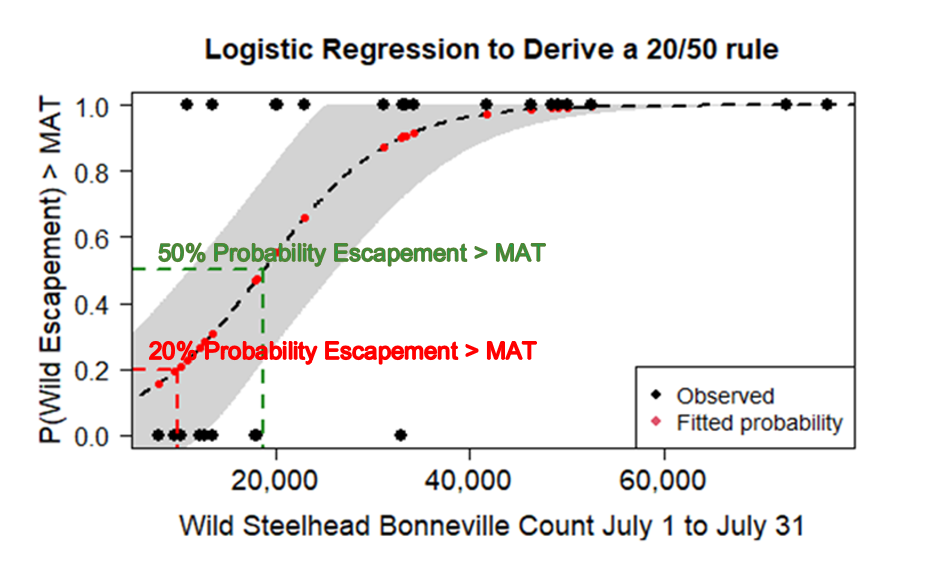 Logistic Regression to Derive a 20/50 rule
P(Wild Escapement) > MAT
1.0
0.8
0.6
0.4
0.2
0.0
50% Probability Escapement > MAT
20% Probability Escapement > MAT
Observed
Fitted probability
20,000
40,000
60,000
Wild Steelhead Bonneville Count July 1 to July 31